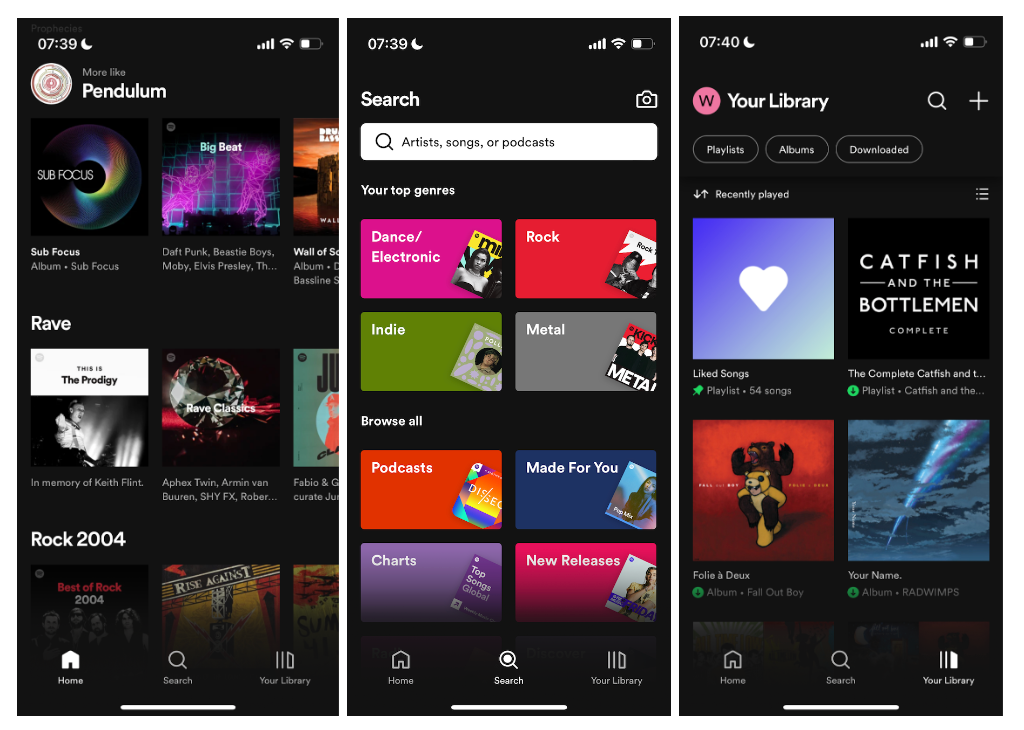 Prophecies
07:39
More like
Pendulum
SUB FOCUS
Big Beat
Sub Focus
Album • Sub Focus
Daft Punk, Beastie Boys,
Moby, Elvis Presley, Th...
Wall of So
Album • D
Bassline S
Rave
THIS IS
The Prodigy
Rave Classics
In memory of Keith Flint.
Aphex Twin, Armin van
Buuren, SHY FX, Rober...
Fabio & G
curate Jun
Rock 2004
Best of Rock
2004
RISE AGAINST
Home
Search
Your Library
07:39
Search
Artists, songs, or podcasts
Your top genres
Dance/
Electronic
Rock
Indie
Metal
Browse all
Podcasts
Made For You
Pop Mix
Charts
Top
Songs
Global
New Releases
Home
Search
Your Library
07:40
W
Your Library
Playlists
Albums
Downloaded
Recently played
CATFISH
AND THE
BOTTLEMEN
COMPLETE
Liked Songs
Playlist • 54 songs
The Complete Catfish and t...
Playlist • Catfish and the...
FALL OUT BOY
FOLIE à DEUX
Folie à Deux
Album • Fall Out Boy
Your Name.
Album • RADWIMPS
Home
Search
Your Library